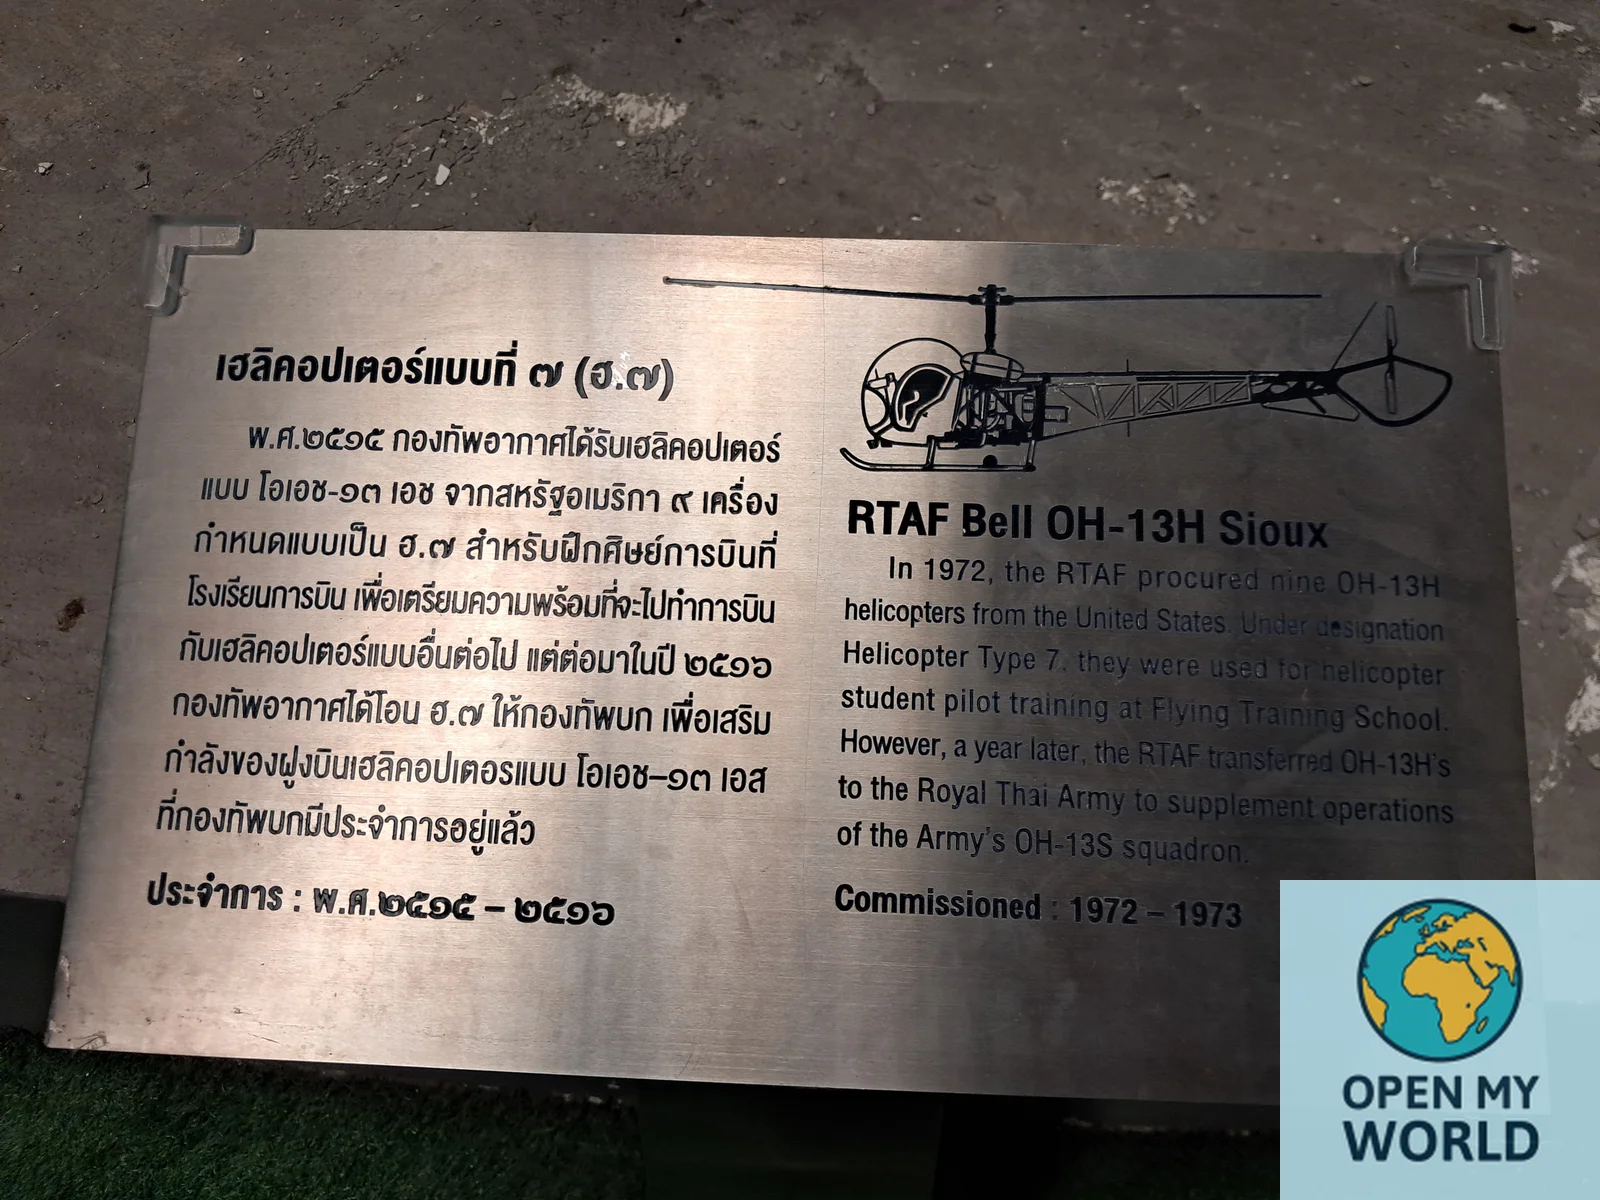 เฮลิคอปเตอร์แบบที่ ๗ (ฮ.๗)
พ.ศ.๒๕๑๕ กองทัพอากาศได้รับเฮลิคอปเตอร์
แบบ โอเอช-๑๓ เอช จากสหรัฐอเมริกา ๙ เครื่อง
กำหนดแบบเป็น ฮ.๗ สำหรับฝึกศิษย์การบินที่
โรงเรียนการบิน เพื่อเตรียมความพร้อมที่จะไปทำการบิน
กับเฮลิคอปเตอร์แบบอื่นต่อไป แต่ต่อมาในปี ๒๕๑๖
กองทัพอากาศได้โอน ฮ.๗ ให้กองทัพบก เพื่อเสริม
กำลังของฝูงบินเฮลิคอปเตอรแบบ โอเอช–๑๓ เอส
ที่กองทัพบกมีประจำการอยู่แล้ว
ประจำการ : พ.ศ.๒๕๑๕ – ๒๕๑๖
RTAF Bell OH-13H Sioux
In 1972, the RTAF procured nine OH-13H
helicopters from the United States. Under designation
Helicopter Type 7, they were used for helicopter
student pilot training at Flying Training School.
However, a year later, the RTAF transferred OH-13H's
to the Royal Thai Army to supplement operations
of the Army's OH-13S squadron.
Commissioned : 1972 – 1973
OPEN MY
WORLD